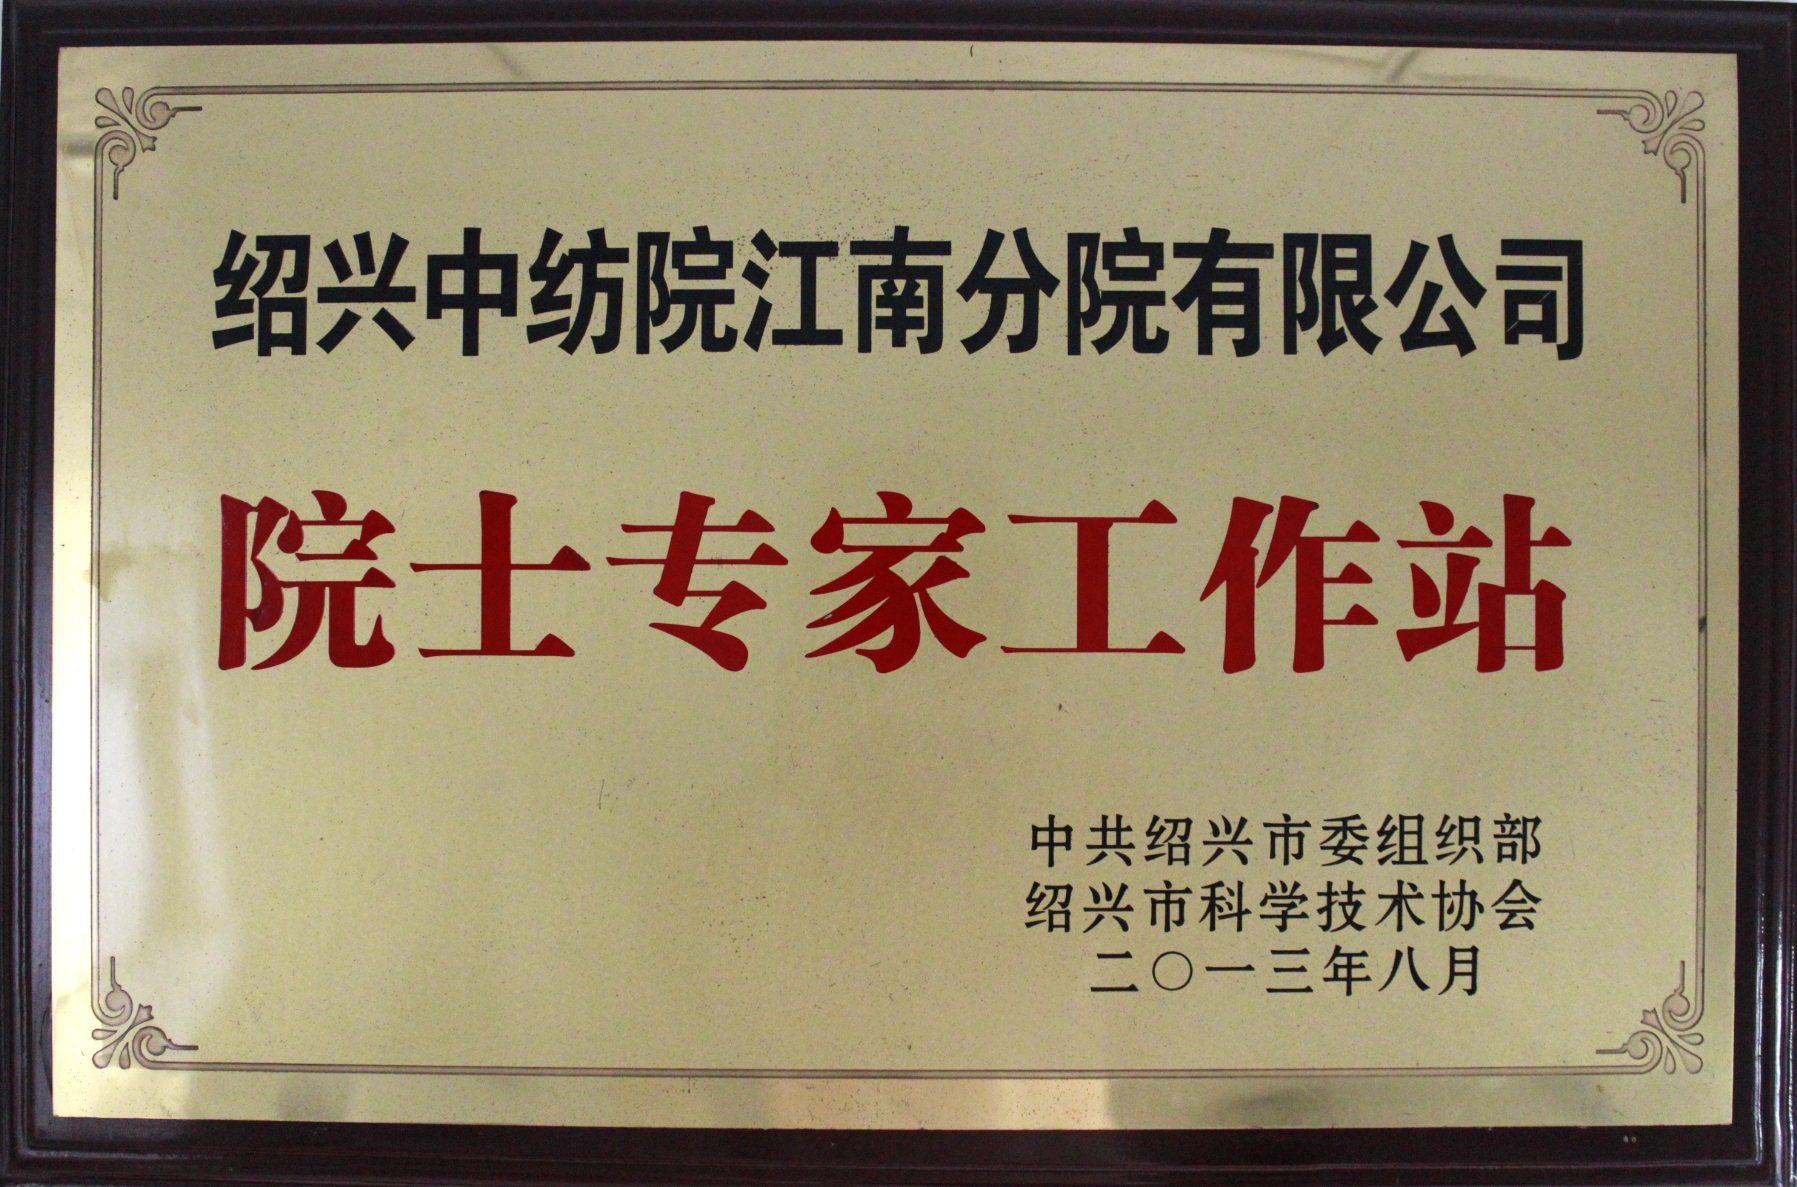 绍兴中纺院江南分院有限公司
院士专家工作站
中共绍兴市委组织部
绍兴市科学技术协会
二〇一三年八月